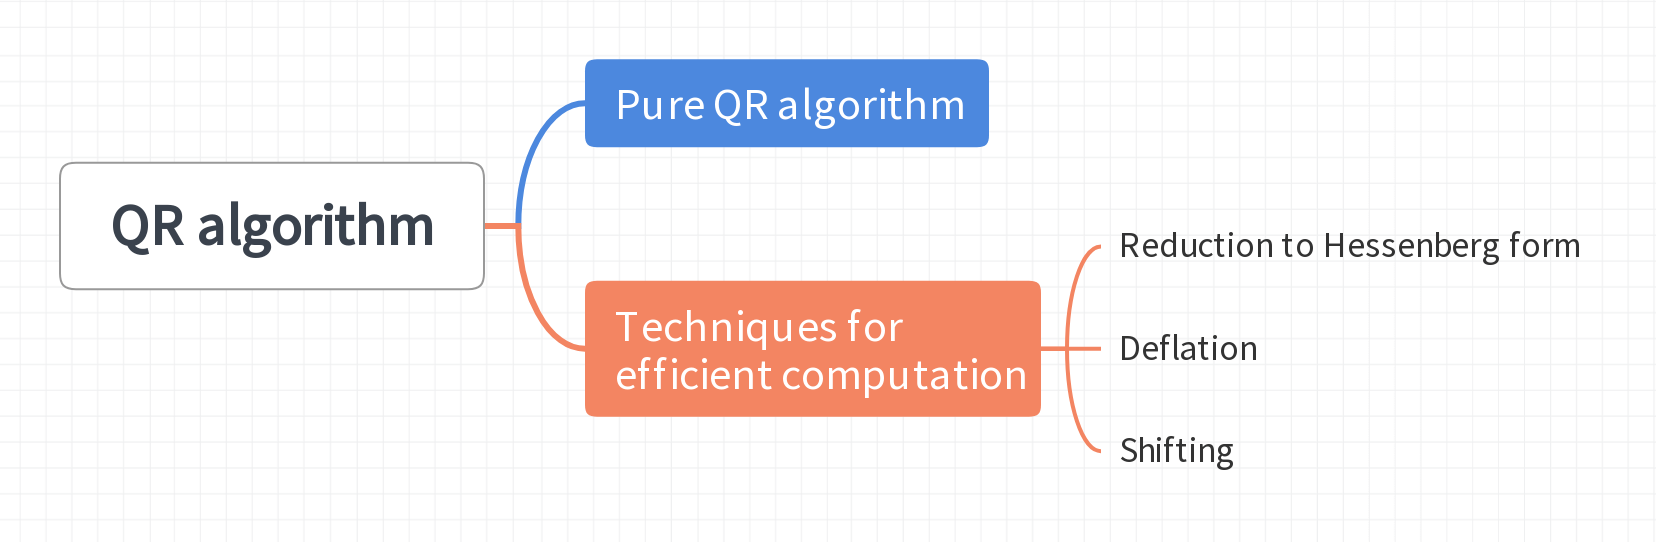 QR algorithm
Pure QR algorithm
Techniques for
efficient computation
Reduction to Hessenberg form
Deflation
Shifting